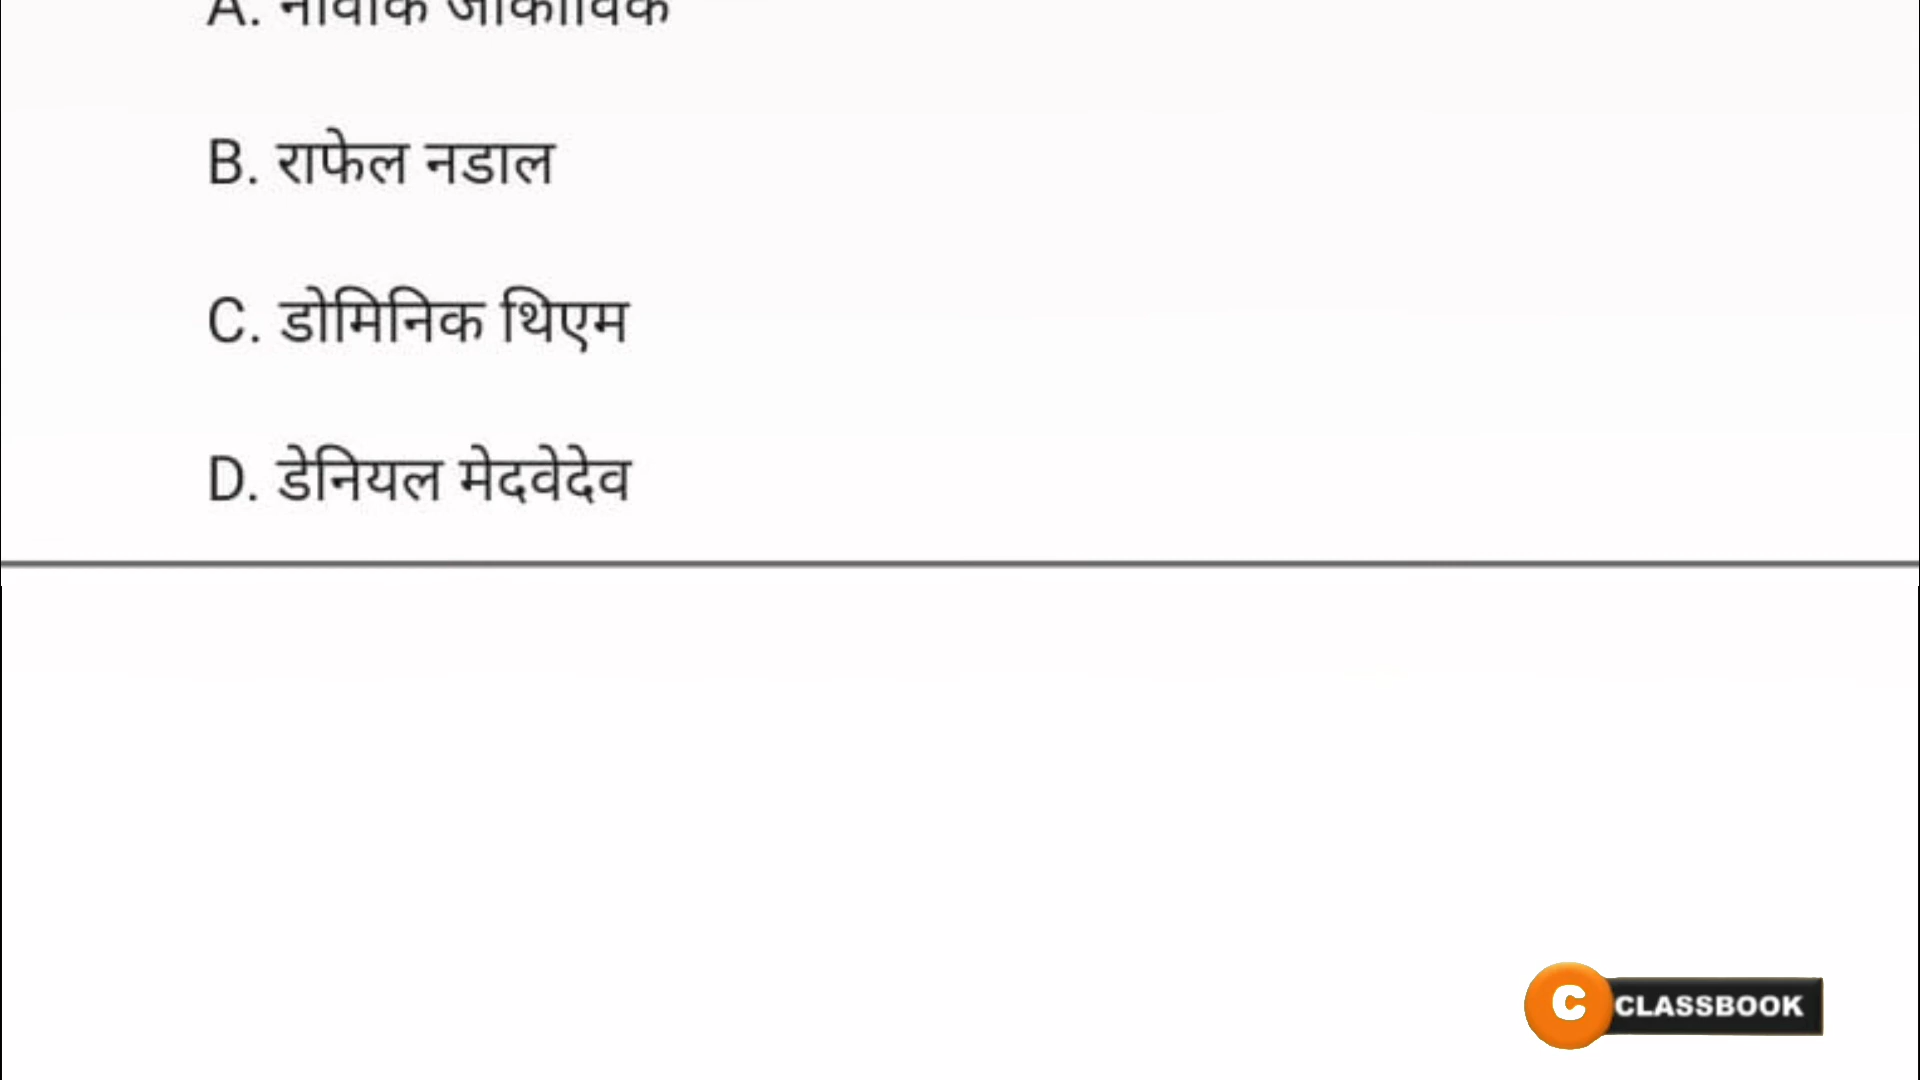 A. नोवाक जोकोविक
B. राफेल नडाल
C. डोमिनिक थिएम
D. डेनियल मेदवेदेव
C CLASSBOOK